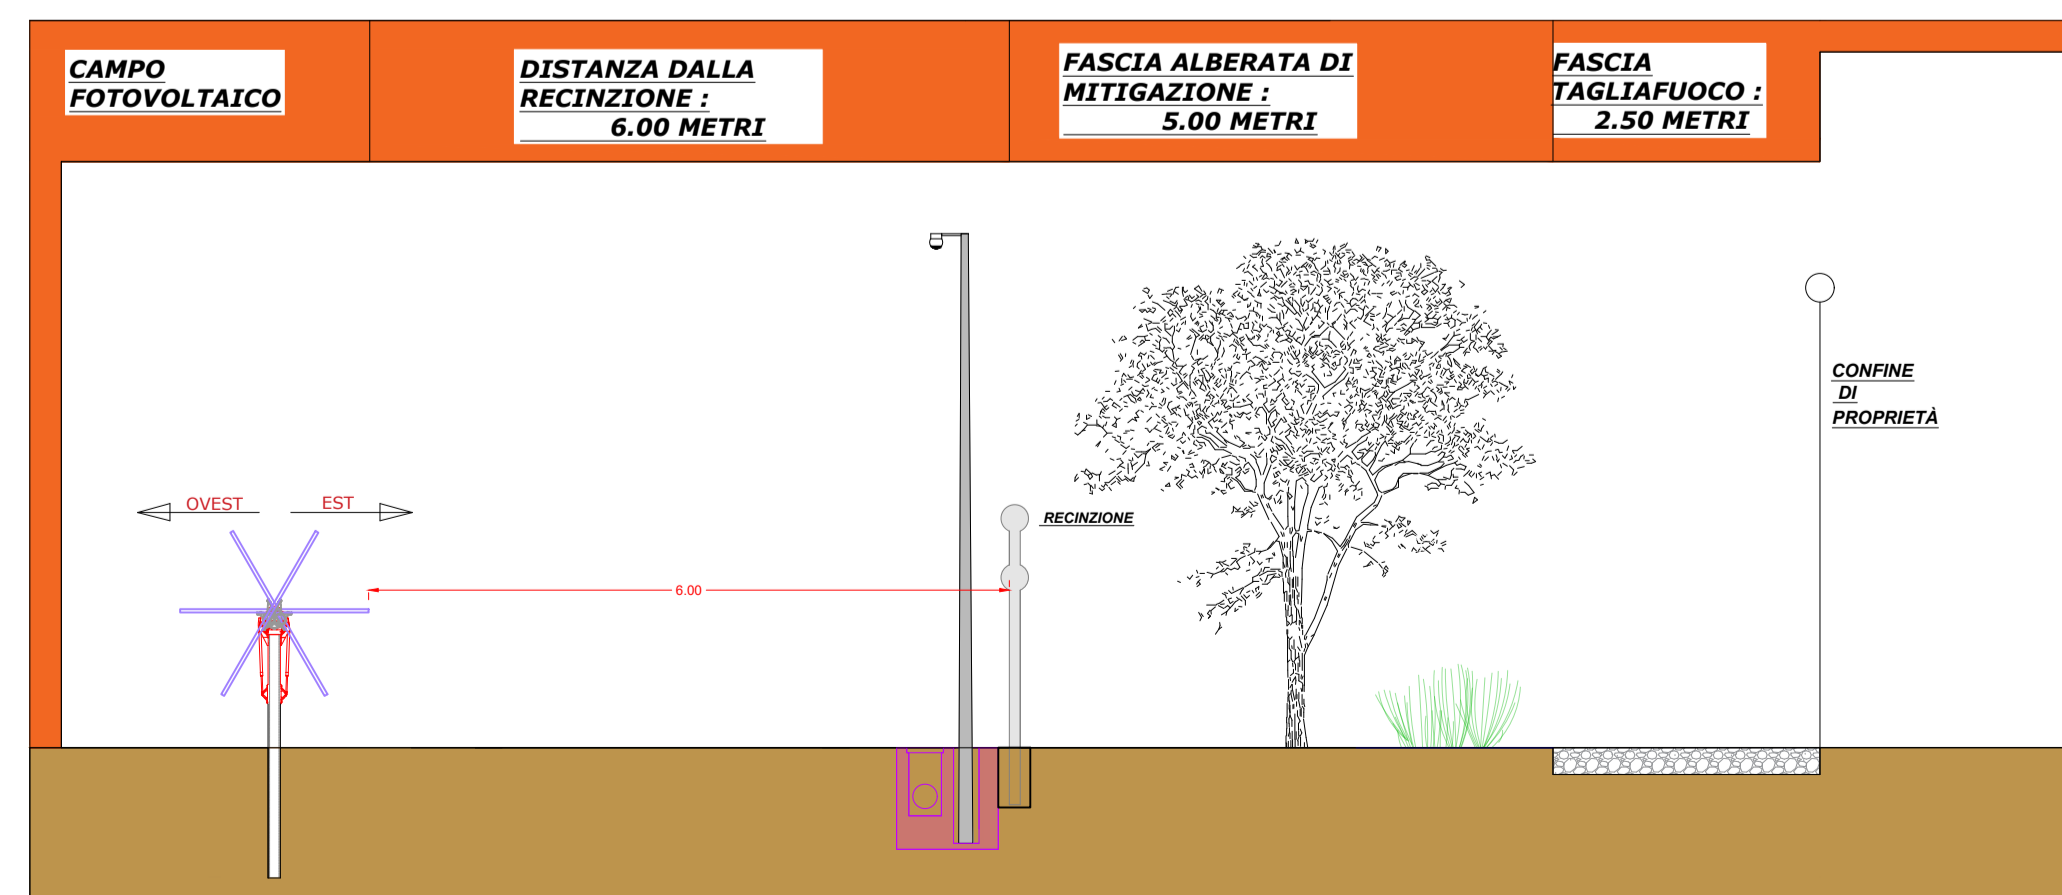 CAMPO
FOTOVOLTAICO
DISTANZA DALLA
RECINZIONE :
6.00 METRI
FASCIA ALBERATA DI
MITIGAZIONE :
5.00 METRI
FASCIA
TAGLIAFUOCO :
2.50 METRI
CONFINE
DI
PROPRIETÀ
OVEST
EST
RECINZIONE
6.00